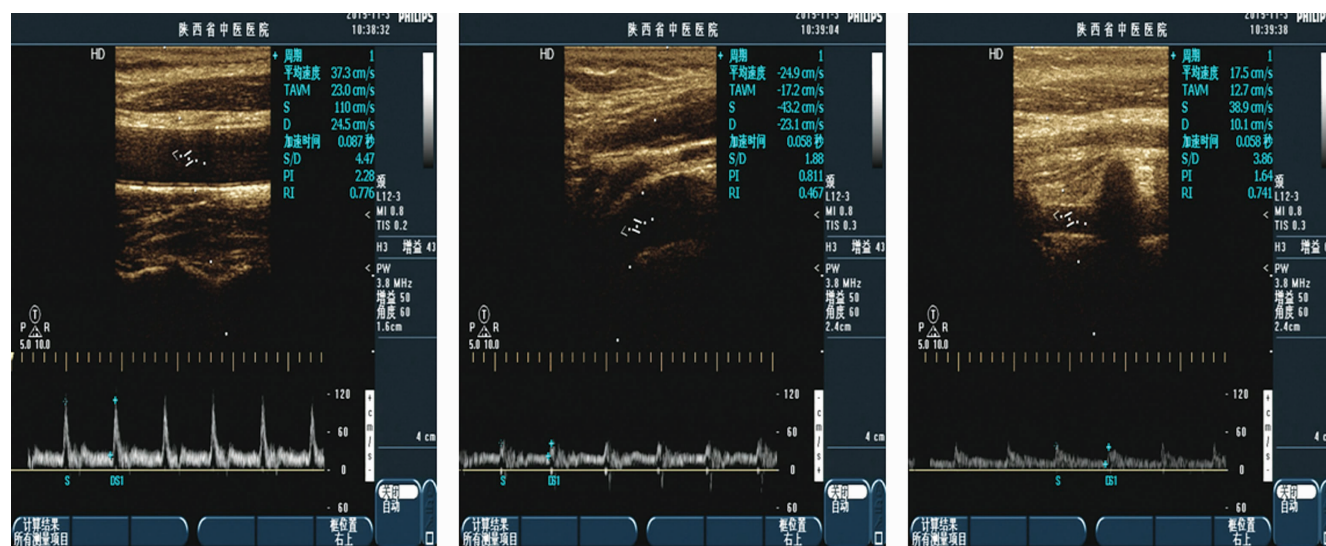 2015-11-3 PHILIPS
陕西省中医医院 10:38:32
HD
+ 周期 1
平均速度 37.3 cm/s
TAVM 23.0 cm/s
S 110 cm/s
D 24.5 cm/s
加速时间 0.087 秒
S/D 4.47
PI 2.28
RI 0.776
颈
L12-3
MI 0.8
TIS 0.2
H3 增益 43
PW
3.8 MHz
增益 50
角度 60
1.6cm
P R
5.0 10.0
- 120
- 60
0
- 60
+
cm/s
-
4 cm
S DS1
关闭
自动
计算结果
所有测量项目
框位置
右上
2015-11-3 PHILIPS
陕西省中医医院 10:39:04
HD
+ 周期 1
平均速度 -24.9 cm/s
TAVM -17.2 cm/s
S -43.2 cm/s
D -23.1 cm/s
加速时间 0.058 秒
S/D 1.88
PI 0.811
RI 0.467
颈
L12-3
MI 0.8
TIS 0.3
H3 增益 43
PW
3.8 MHz
增益 50
角度 60
2.4cm
P R
5.0 10.0
- 120
- 60
0
- 60
-
cm/s
+
4 cm
S DS1
关闭
自动
计算结果
所有测量项目
框位置
右上
2015-11-3 PHILIP
陕西省中医医院 10:39:38
HD
+ 周期 1
平均速度 17.5 cm/s
TAVM 12.7 cm/s
S 38.9 cm/s
D 10.1 cm/s
加速时间 0.058 秒
S/D 3.86
PI 1.64
RI 0.741
颈
L12-3
MI 0.8
TIS 0.3
H3 增益
PW
3.8 MHz
增益 50
角度 60
2.4cm
P R
5.0 10.0
- 120
- 60
0
- 60
+
cm/s
-
4
S DS1
关闭
自动
计算结果
所有测量项目
框位置
右上